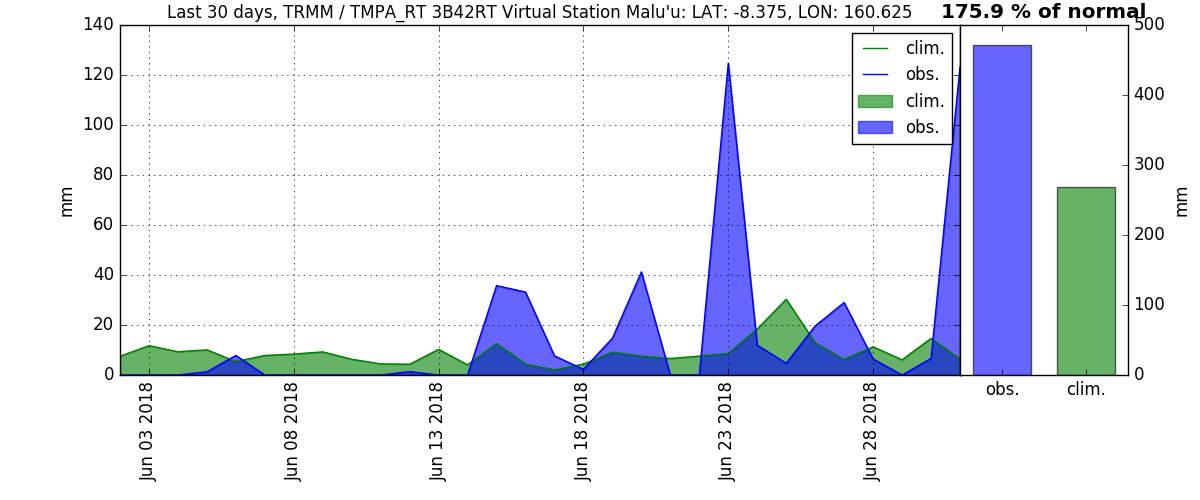 Last 30 days, TRMM / TMPA_RT 3B42RT Virtual Station Malu'u: LAT: -8.375, LON: 160.625
175.9 % of normal
140
120
100
80
60
40
20
0
mm
clim.
obs.
clim.
obs.
500
400
300
200
100
0
mm
Jun 03 2018
Jun 08 2018
Jun 13 2018
Jun 18 2018
Jun 23 2018
Jun 28 2018
obs.
clim.